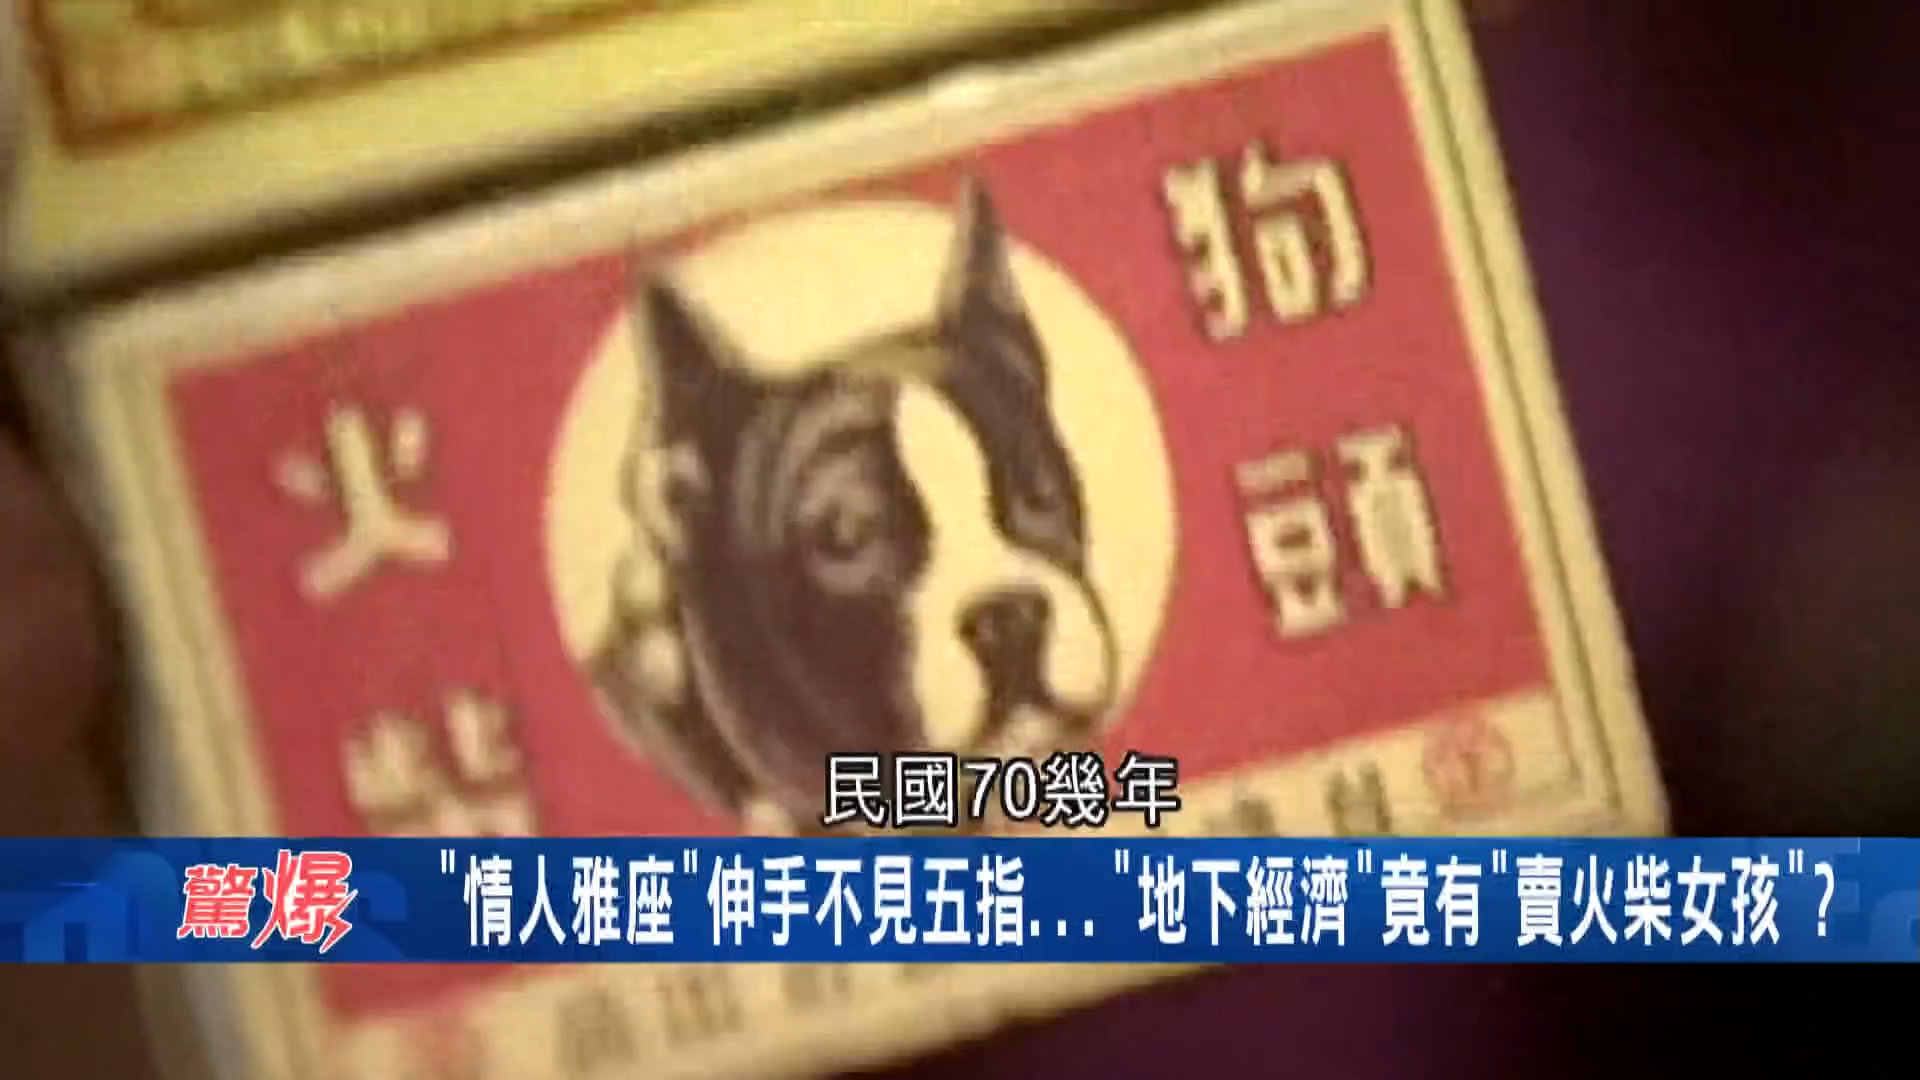 狗頭
火柴
民國70幾年
驚爆 "情人雅座"伸手不見五指... "地下經濟"竟有"賣火柴女孩"?